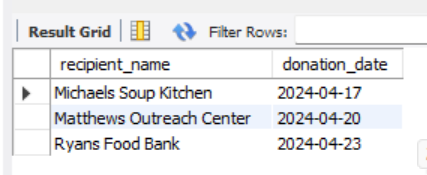 Result Grid Filter Rows:
recipient_name donation_date
Michaels Soup Kitchen 2024-04-17
Matthews Outreach Center 2024-04-20
Ryans Food Bank 2024-04-23